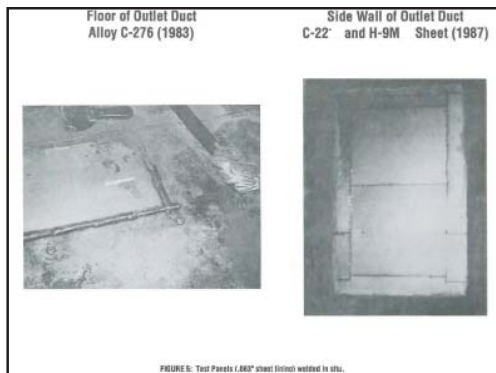 Floor of Outlet Duct
Alloy C-276 (1983)
Side Wall of Outlet Duct
C-22® and H-9M Sheet (1987)
FIGURE 5: Test Panels (.063" sheet lining) welded in situ.